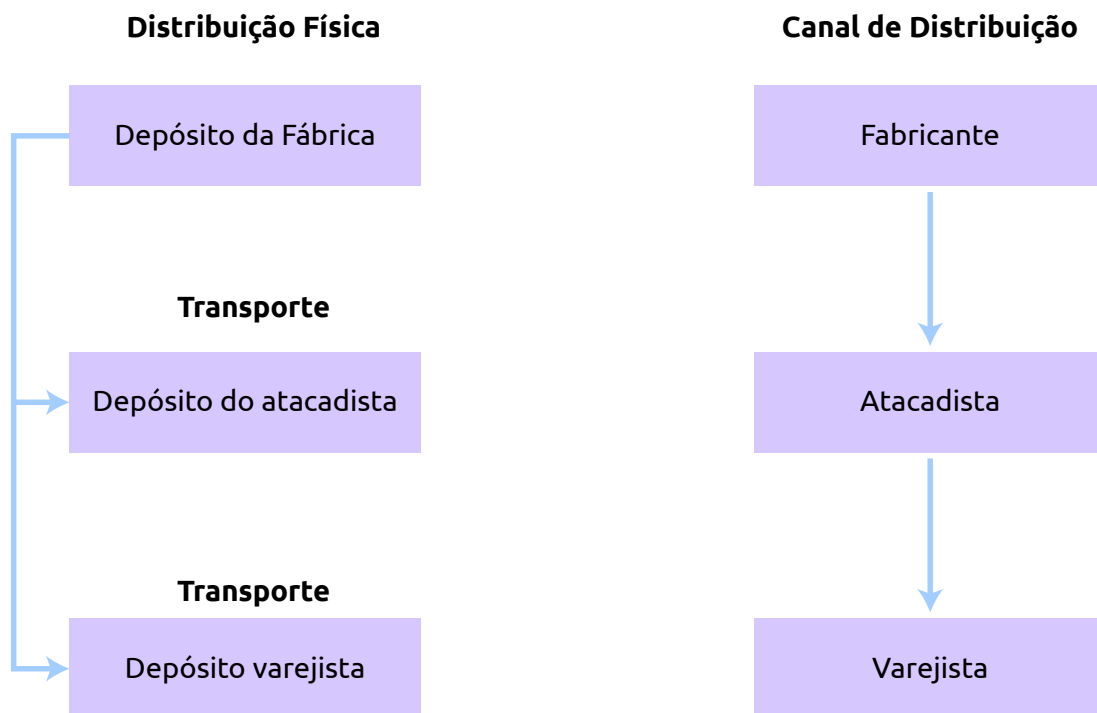 Distribuição Física
Canal de Distribuição
Depósito da Fábrica
Fabricante
Transporte
Depósito do atacadista
Atacadista
Transporte
Depósito varejista
Varejista